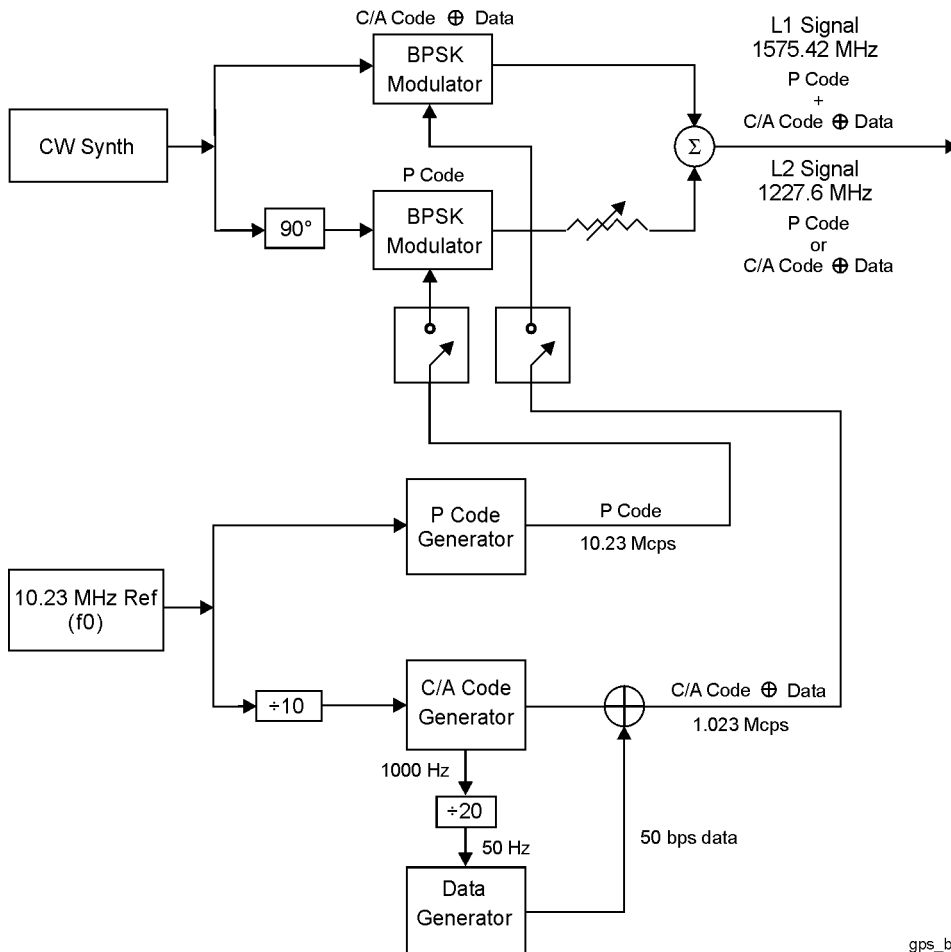 C/A Code ⊕ Data
BPSK
Modulator
CW Synth
P Code
90°
BPSK
Modulator
Σ
L1 Signal
1575.42 MHz
P Code
+
C/A Code ⊕ Data
L2 Signal
1227.6 MHz
P Code
or
C/A Code ⊕ Data
P Code
Generator
P Code
10.23 Mcps
10.23 MHz Ref
(f0)
÷10
C/A Code
Generator
C/A Code ⊕ Data
1.023 Mcps
1000 Hz
÷20
50 Hz
50 bps data
Data
Generator
gps_b